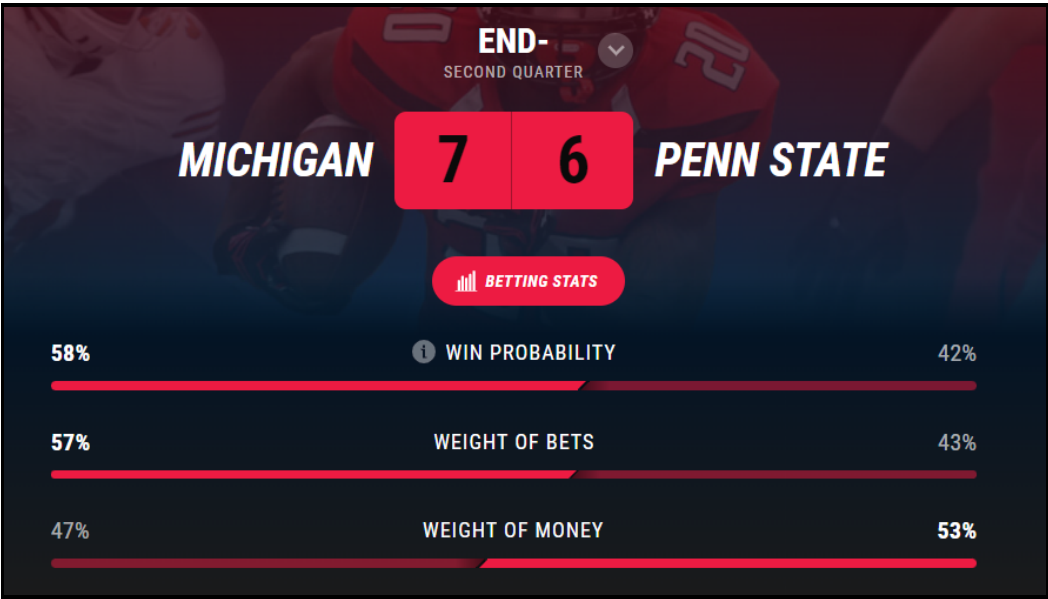 END-
SECOND QUARTER
MICHIGAN 7 6 PENN STATE
BETTING STATS
58% WIN PROBABILITY 42%
57% WEIGHT OF BETS 43%
47% WEIGHT OF MONEY 53%
20